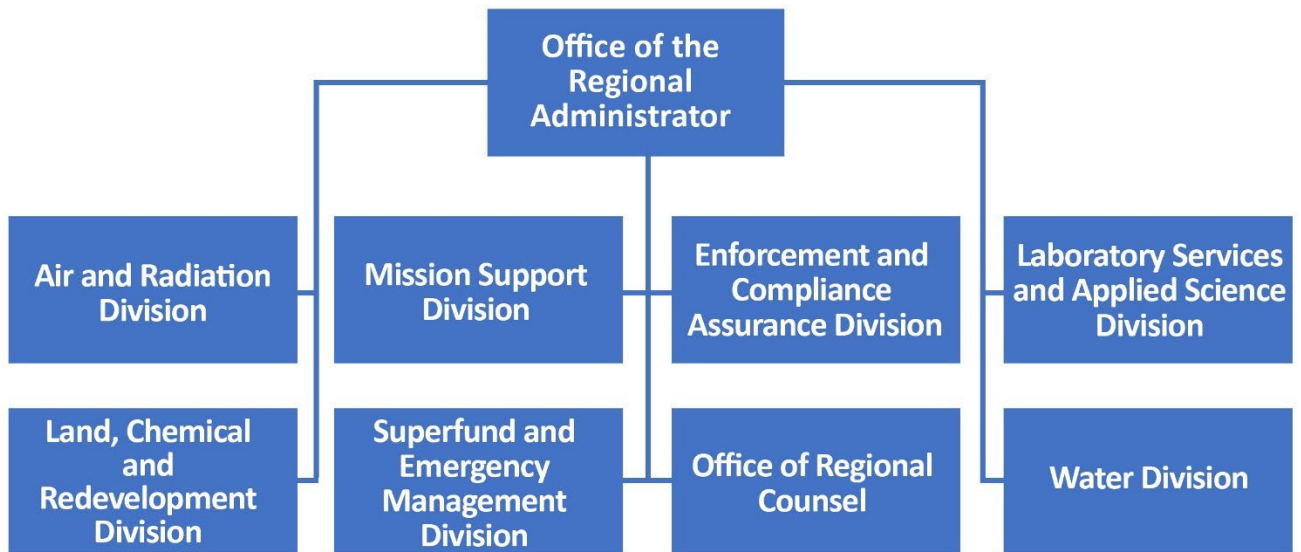 Office of the
Regional
Administrator
Air and Radiation
Division
Mission Support
Division
Enforcement and
Compliance
Assurance Division
Laboratory Services
and Applied Science
Division
Land, Chemical
and
Redevelopment
Division
Superfund and
Emergency
Management
Division
Office of Regional
Counsel
Water Division